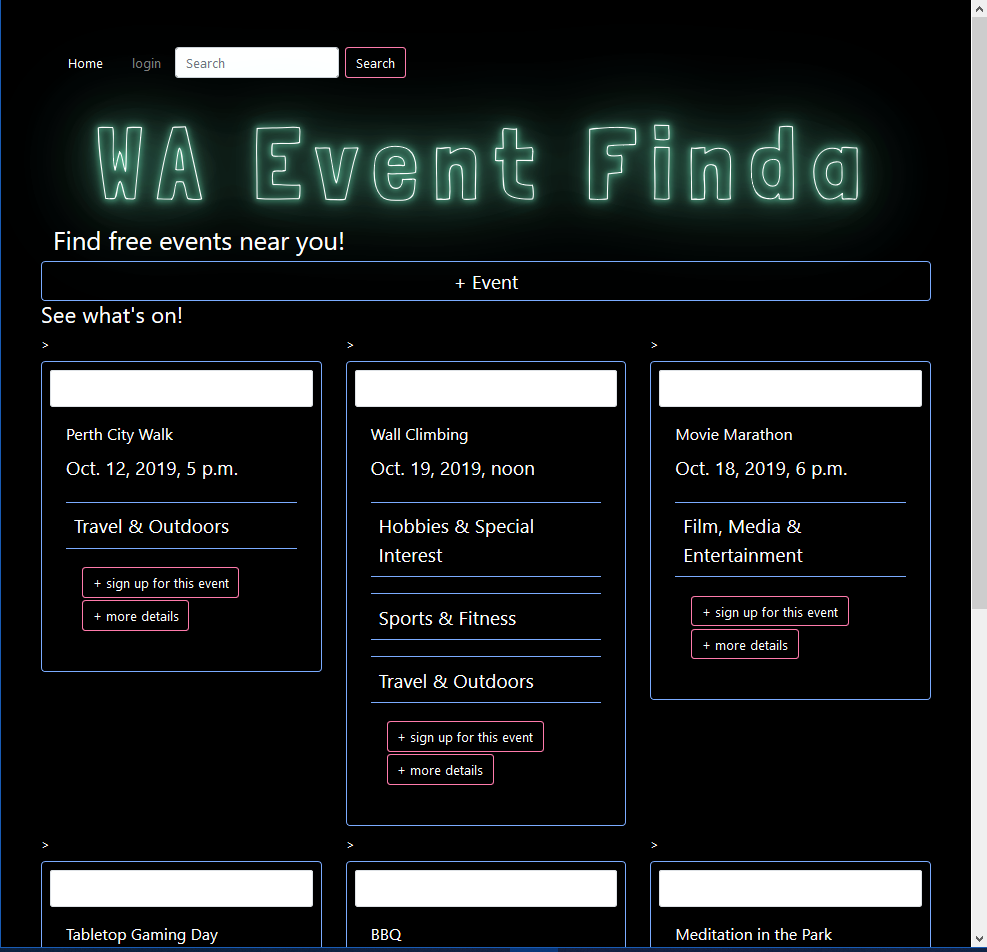 Home login Search Search
WA Event Finda
Find free events near you!
+ Event
See what's on!
> > >
Perth City Walk
Oct. 12, 2019, 5 p.m.
Travel & Outdoors
+ sign up for this event
+ more details
Wall Climbing
Oct. 19, 2019, noon
Hobbies & Special
Interest
Sports & Fitness
Travel & Outdoors
+ sign up for this event
+ more details
Movie Marathon
Oct. 18, 2019, 6 p.m.
Film, Media &
Entertainment
+ sign up for this event
+ more details
> > >
Tabletop Gaming Day
BBQ
Meditation in the Park